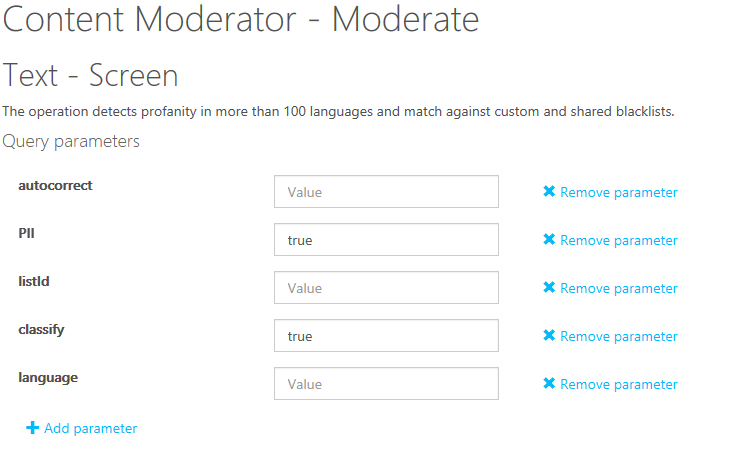 Content Moderator - Moderate
Text - Screen
The operation detects profanity in more than 100 languages and match against custom and shared blacklists.
Query parameters
autocorrect Value Remove parameter
PII true Remove parameter
listId Value Remove parameter
classify true Remove parameter
language Value Remove parameter
Add parameter